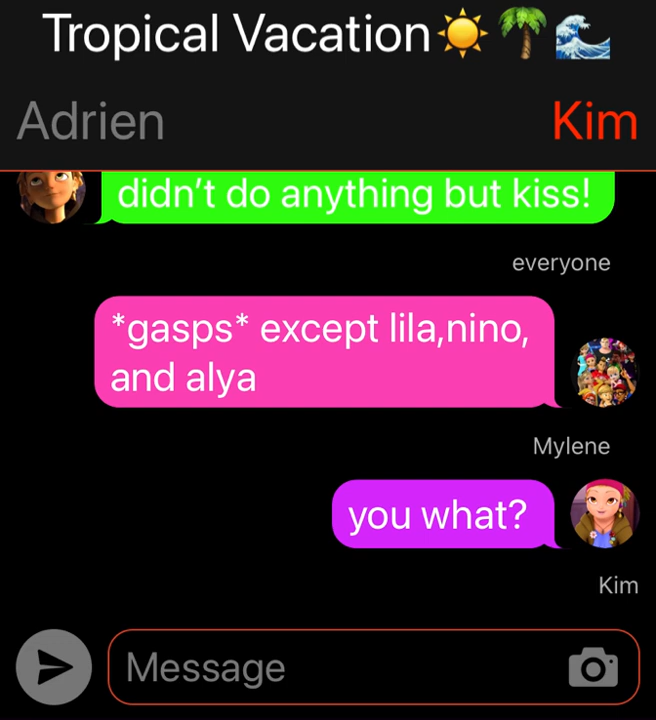 Tropical Vacation☀️🌴🌊
Adrien
Kim
didn't do anything but kiss!
everyone
*gasps* except lila,nino,
and alya
Mylene
you what?
Kim
Message